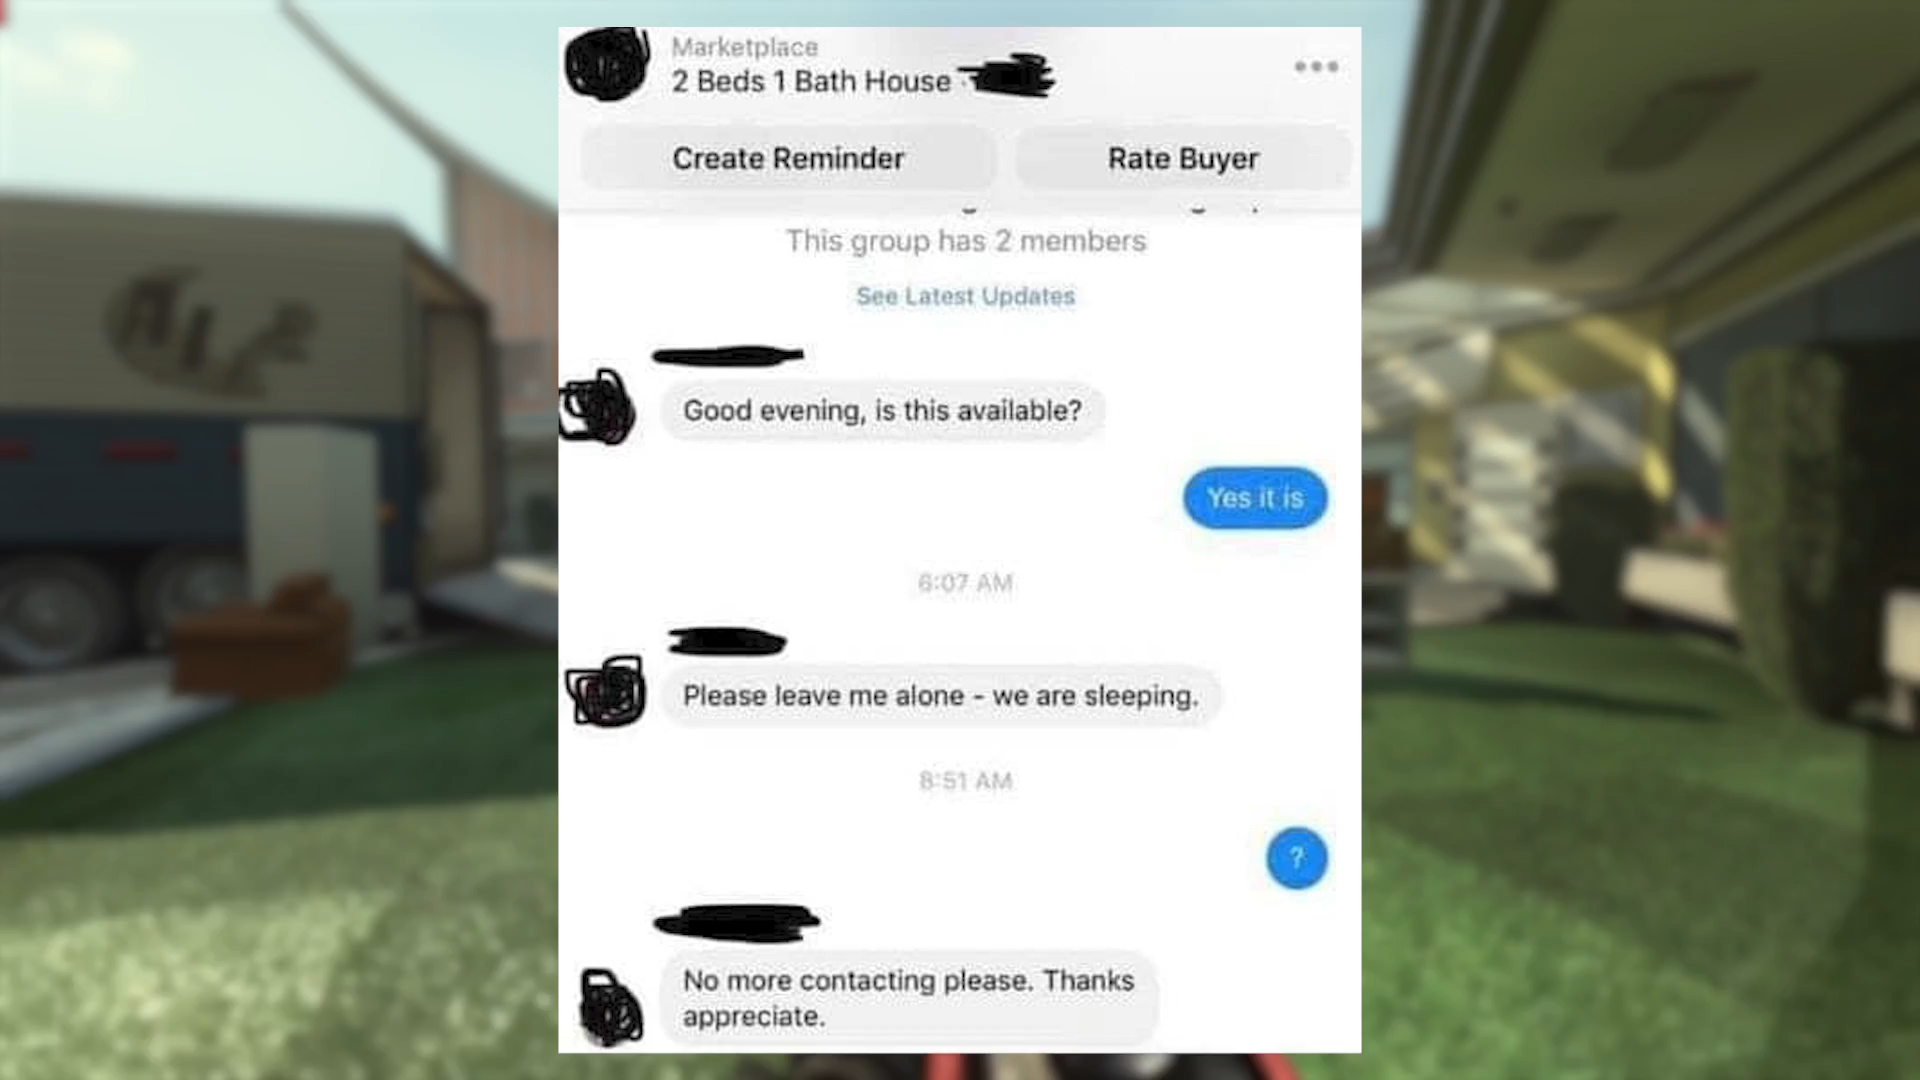 Marketplace
2 Beds 1 Bath House
Create Reminder
Rate Buyer
This group has 2 members
See Latest Updates
Good evening, is this available?
Yes it is
6:07 AM
Please leave me alone - we are sleeping.
8:51 AM
?
No more contacting please. Thanks
appreciate.